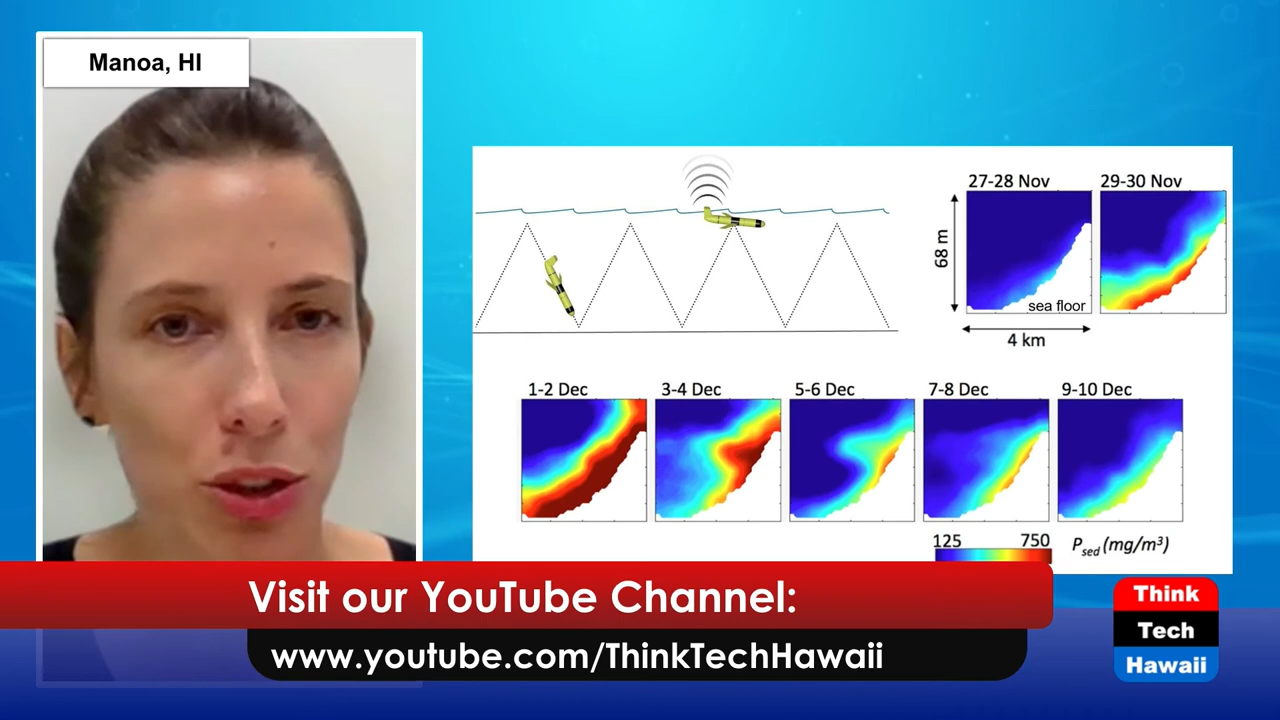 Manoa, HI
27-28 Nov
29-30 Nov
68 m
sea floor
4 km
1-2 Dec
3-4 Dec
5-6 Dec
7-8 Dec
9-10 Dec
125
750
Psed (mg/m³)
Visit our YouTube Channel:
www.youtube.com/ThinkTechHawaii
Think
Tech
Hawaii